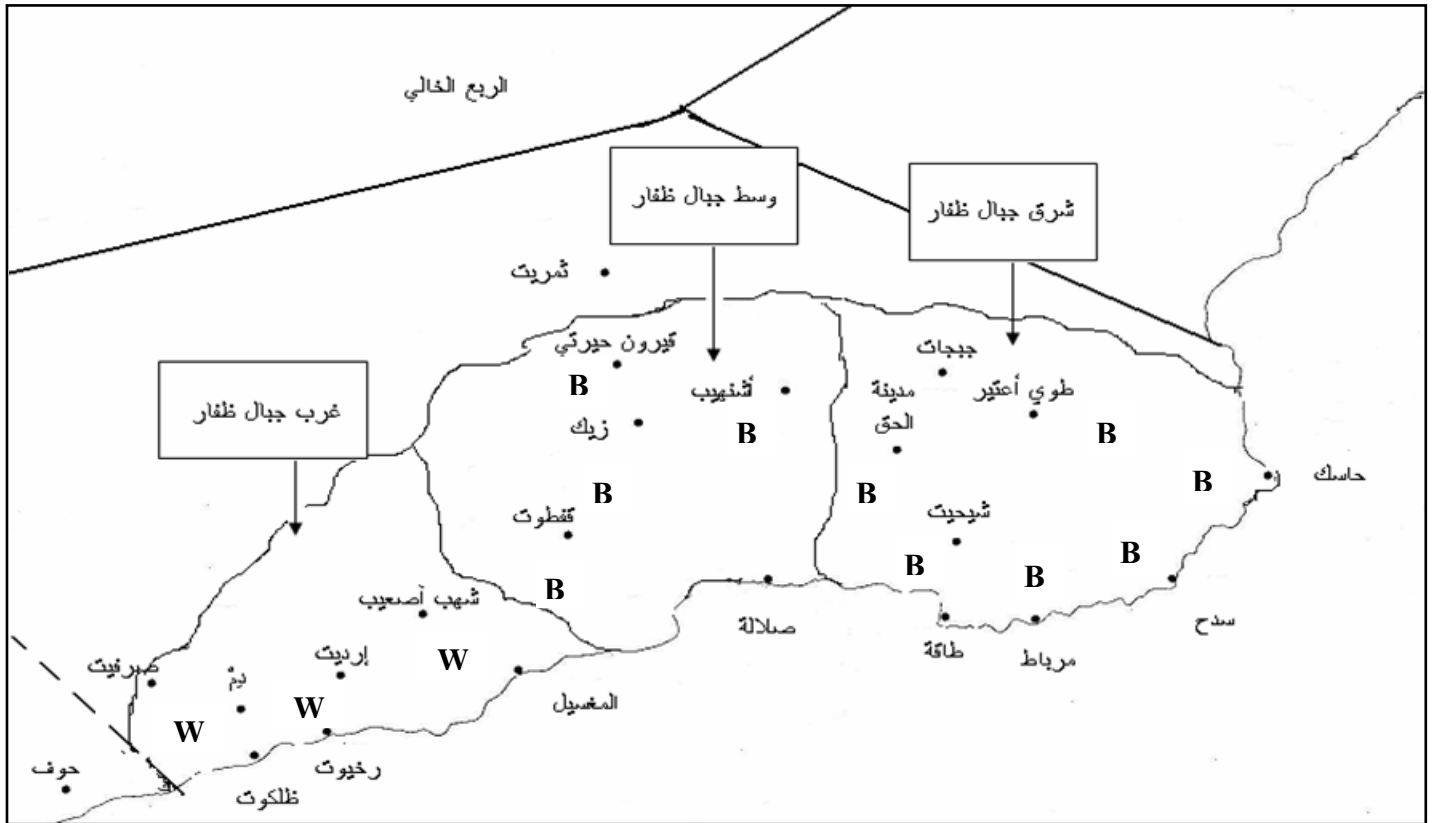 الربع الخالي
وسط جبال ظفار
شرق جبال ظفار
ثمريت
قيرون حيرتي
جبجات
غرب جبال ظفار
B
أشنهيب
مدينة
الحق
طوي أعتير
زيك
B
B
B
B
B
حاسك
قفطوت
شيحيت
B
B
B
B
شهب أصعيب
صلالة
طاقة
مرباط
سدح
صرفيت
إرديت
W
المغسيل
W
W
رخيوت
حوف
ظلكوت